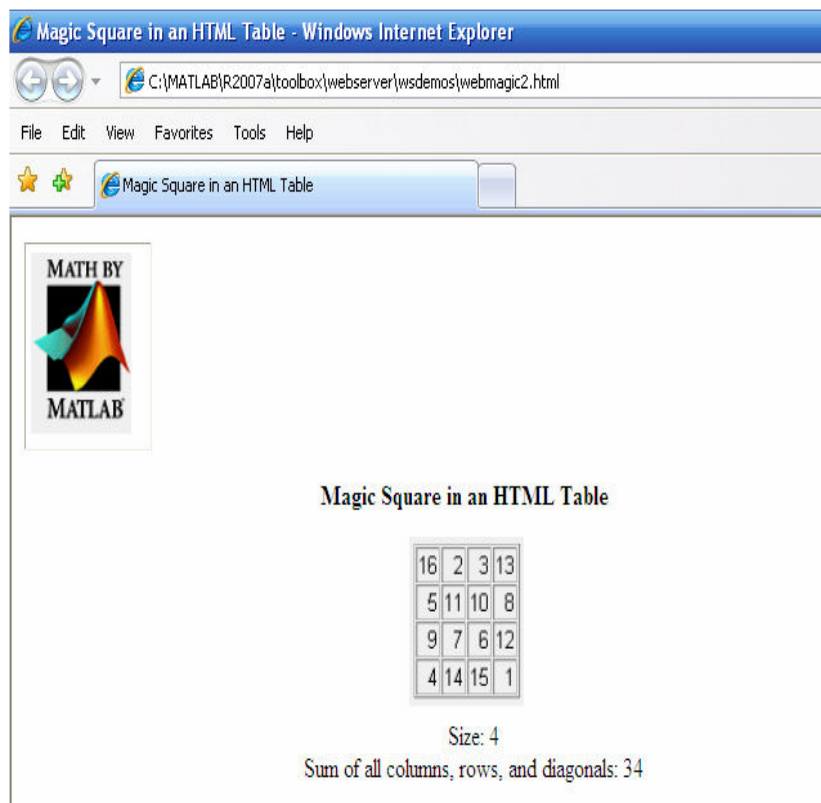 Magic Square in an HTML Table - Windows Internet Explorer
C:\MATLAB\R2007a\toolbox\webserver\wsdemos\webmagic2.html
File Edit View Favorites Tools Help
Magic Square in an HTML Table
MATH BY
MATLAB
Magic Square in an HTML Table
16 2 3 13
5 11 10 8
9 7 6 12
4 14 15 1
Size: 4
Sum of all columns, rows, and diagonals: 34